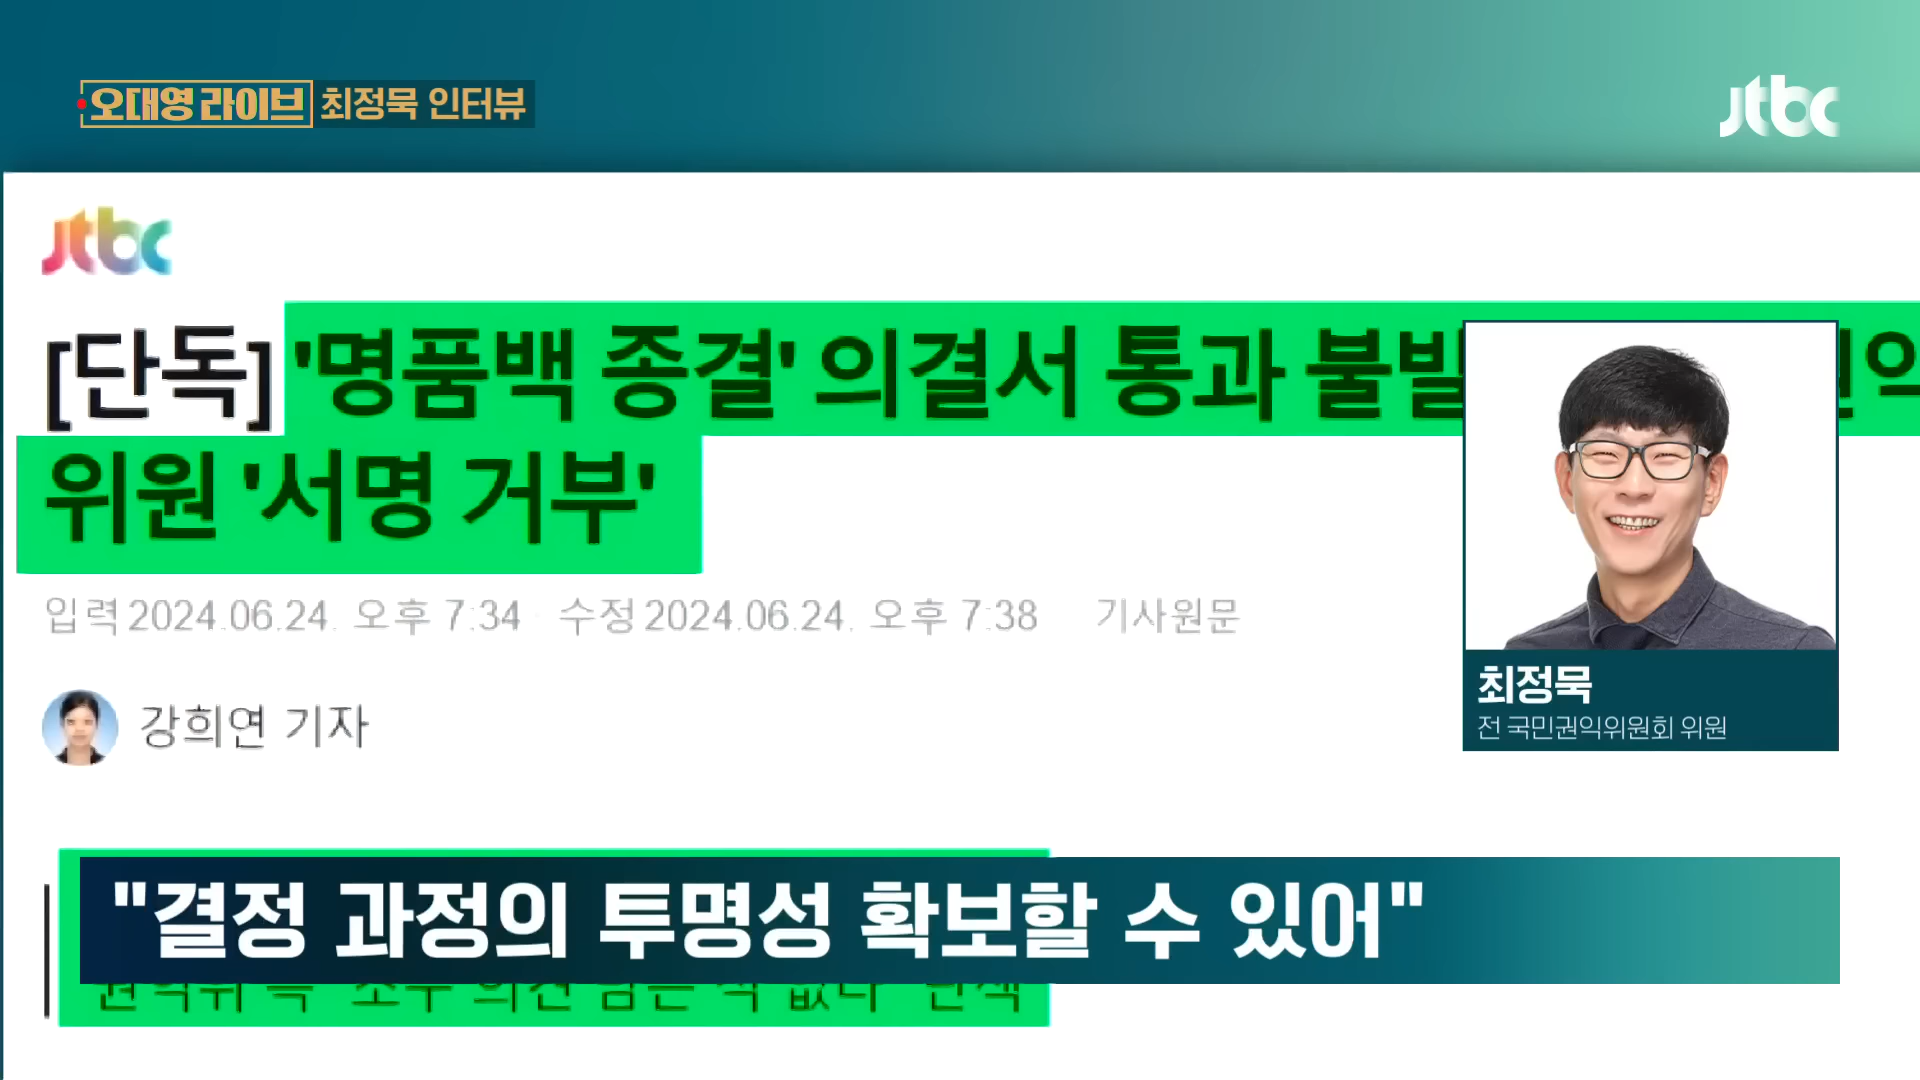 오대영 라이브 최정묵 인터뷰
jtbc
jtbc
[단독] '명품백 종결' 의결서 통과 불발
위원 '서명 거부'
입력 2024.06.24. 오후 7:34 수정 2024.06.24. 오후 7:38 기사원문
강희연 기자
최정묵
전 국민권익위원회 위원
"결정 과정의 투명성 확보할 수 있어"